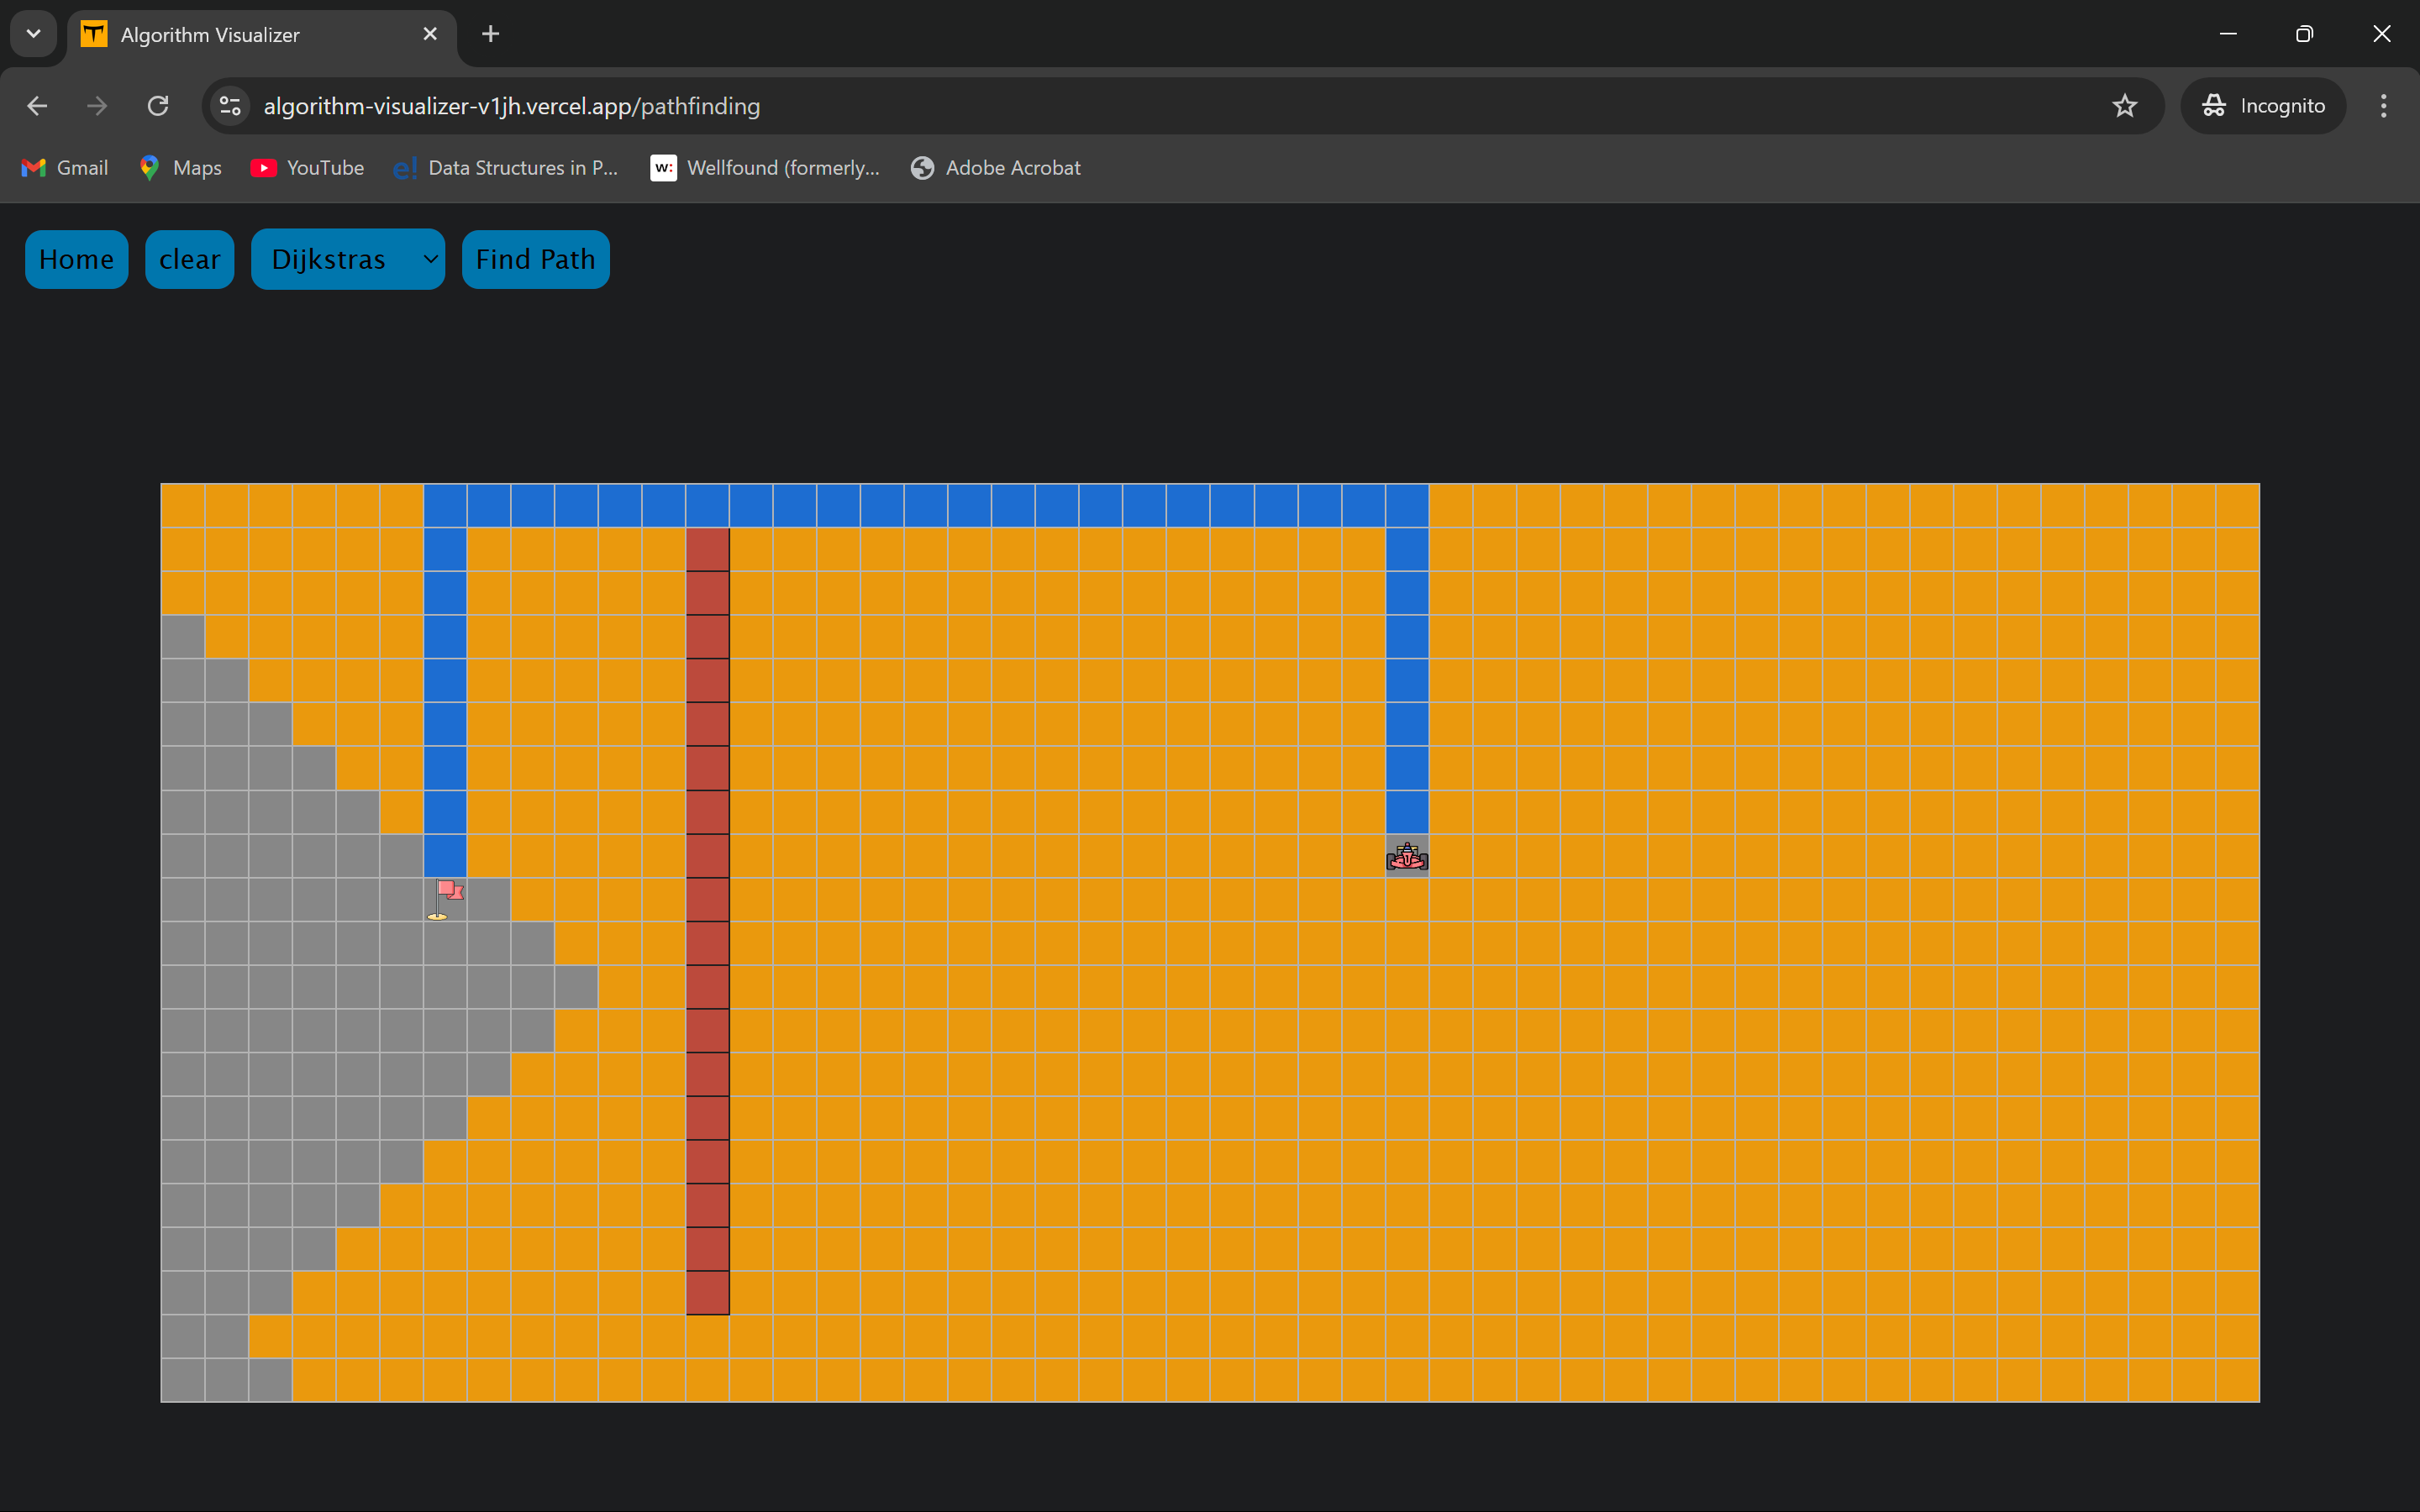 Algorithm Visualizer
algorithm-visualizer-v1jh.vercel.app/pathfinding
Incognito
Gmail
Maps
YouTube
e! Data Structures in P...
w: Wellfound (formerly...
Adobe Acrobat
Home
clear
Dijkstras
Find Path